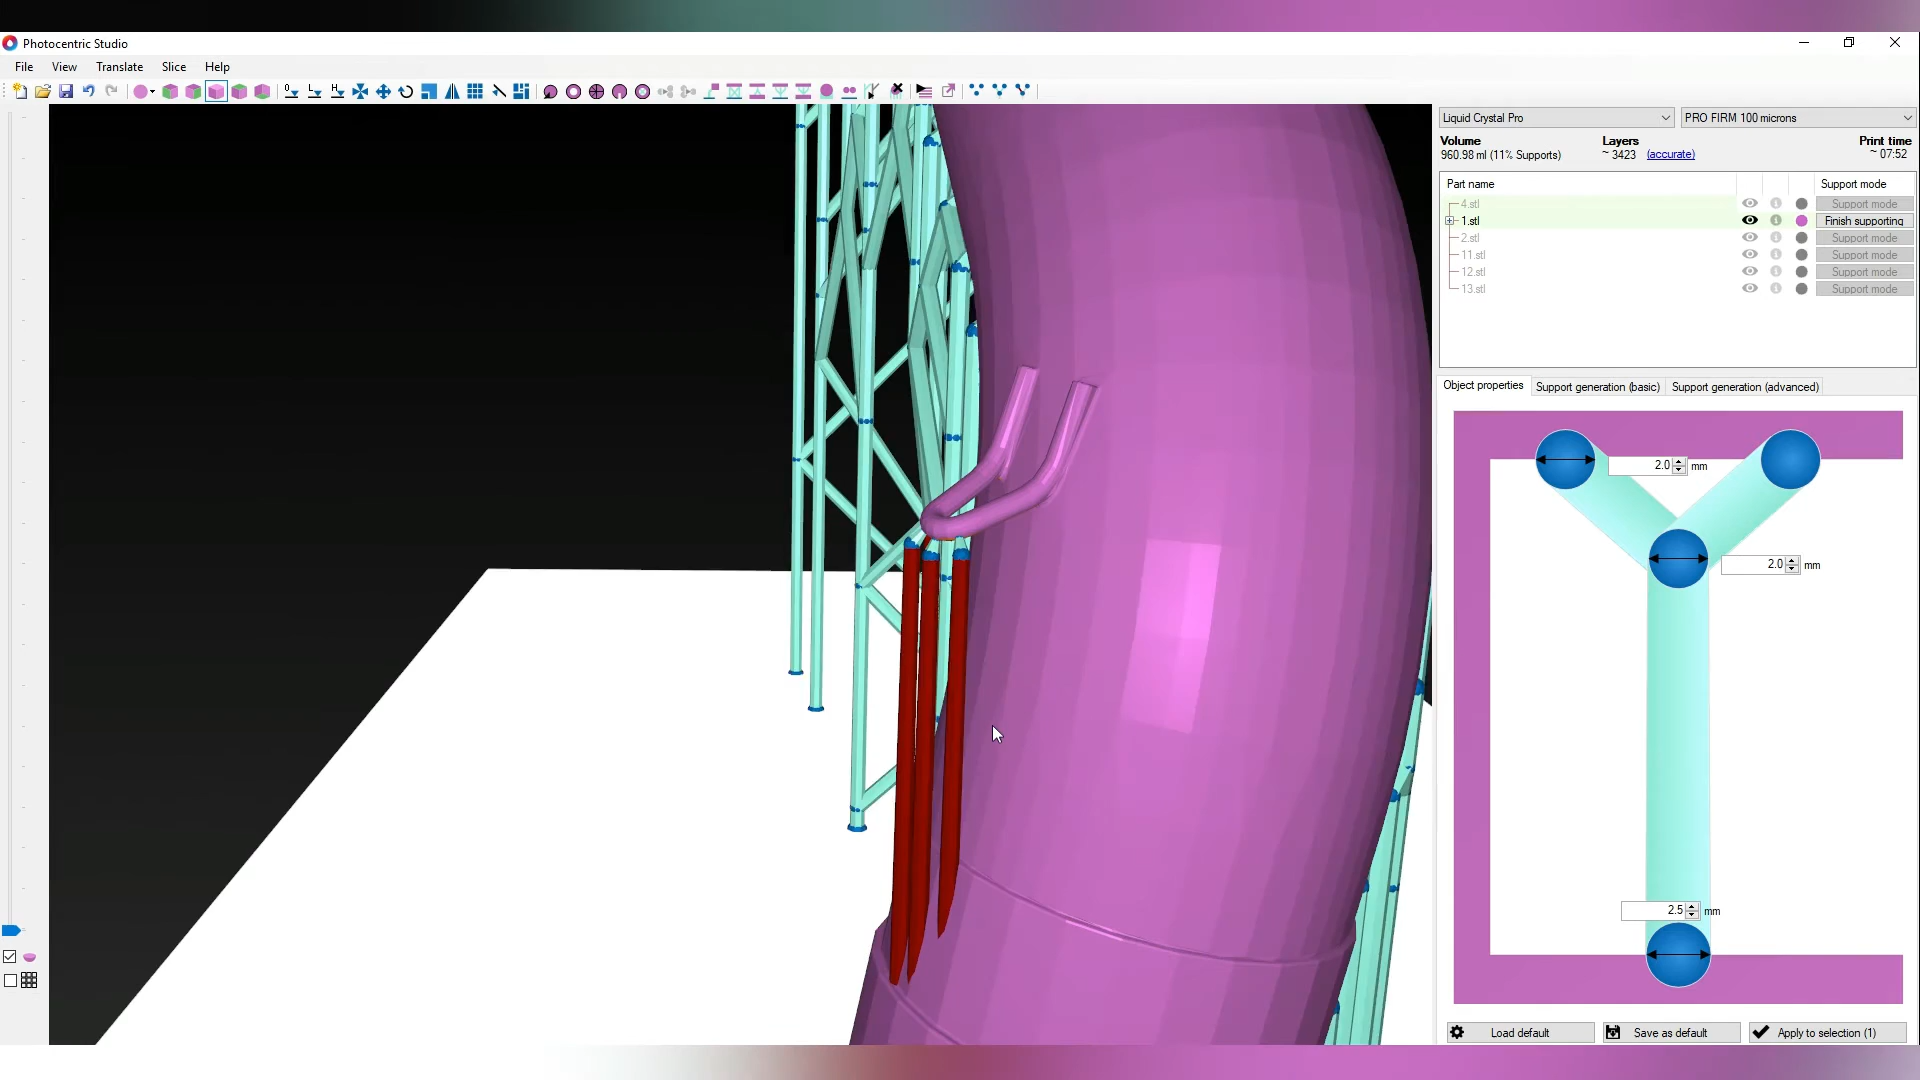 Photocentric Studio
File View Translate Slice Help
Liquid Crystal Pro PRO FIRM 100 microns
Volume Layers Print time
960.98 ml (11% Supports) ~ 3423 (accurate) ~ 07:52
Part name Support mode
4.stl Support mode
1.stl Finish supporting
2.stl Support mode
11.stl Support mode
12.stl Support mode
13.stl Support mode
Object properties Support generation (basic) Support generation (advanced)
2.0 mm
2.0 mm
2.5 mm
Load default Save as default Apply to selection (1)